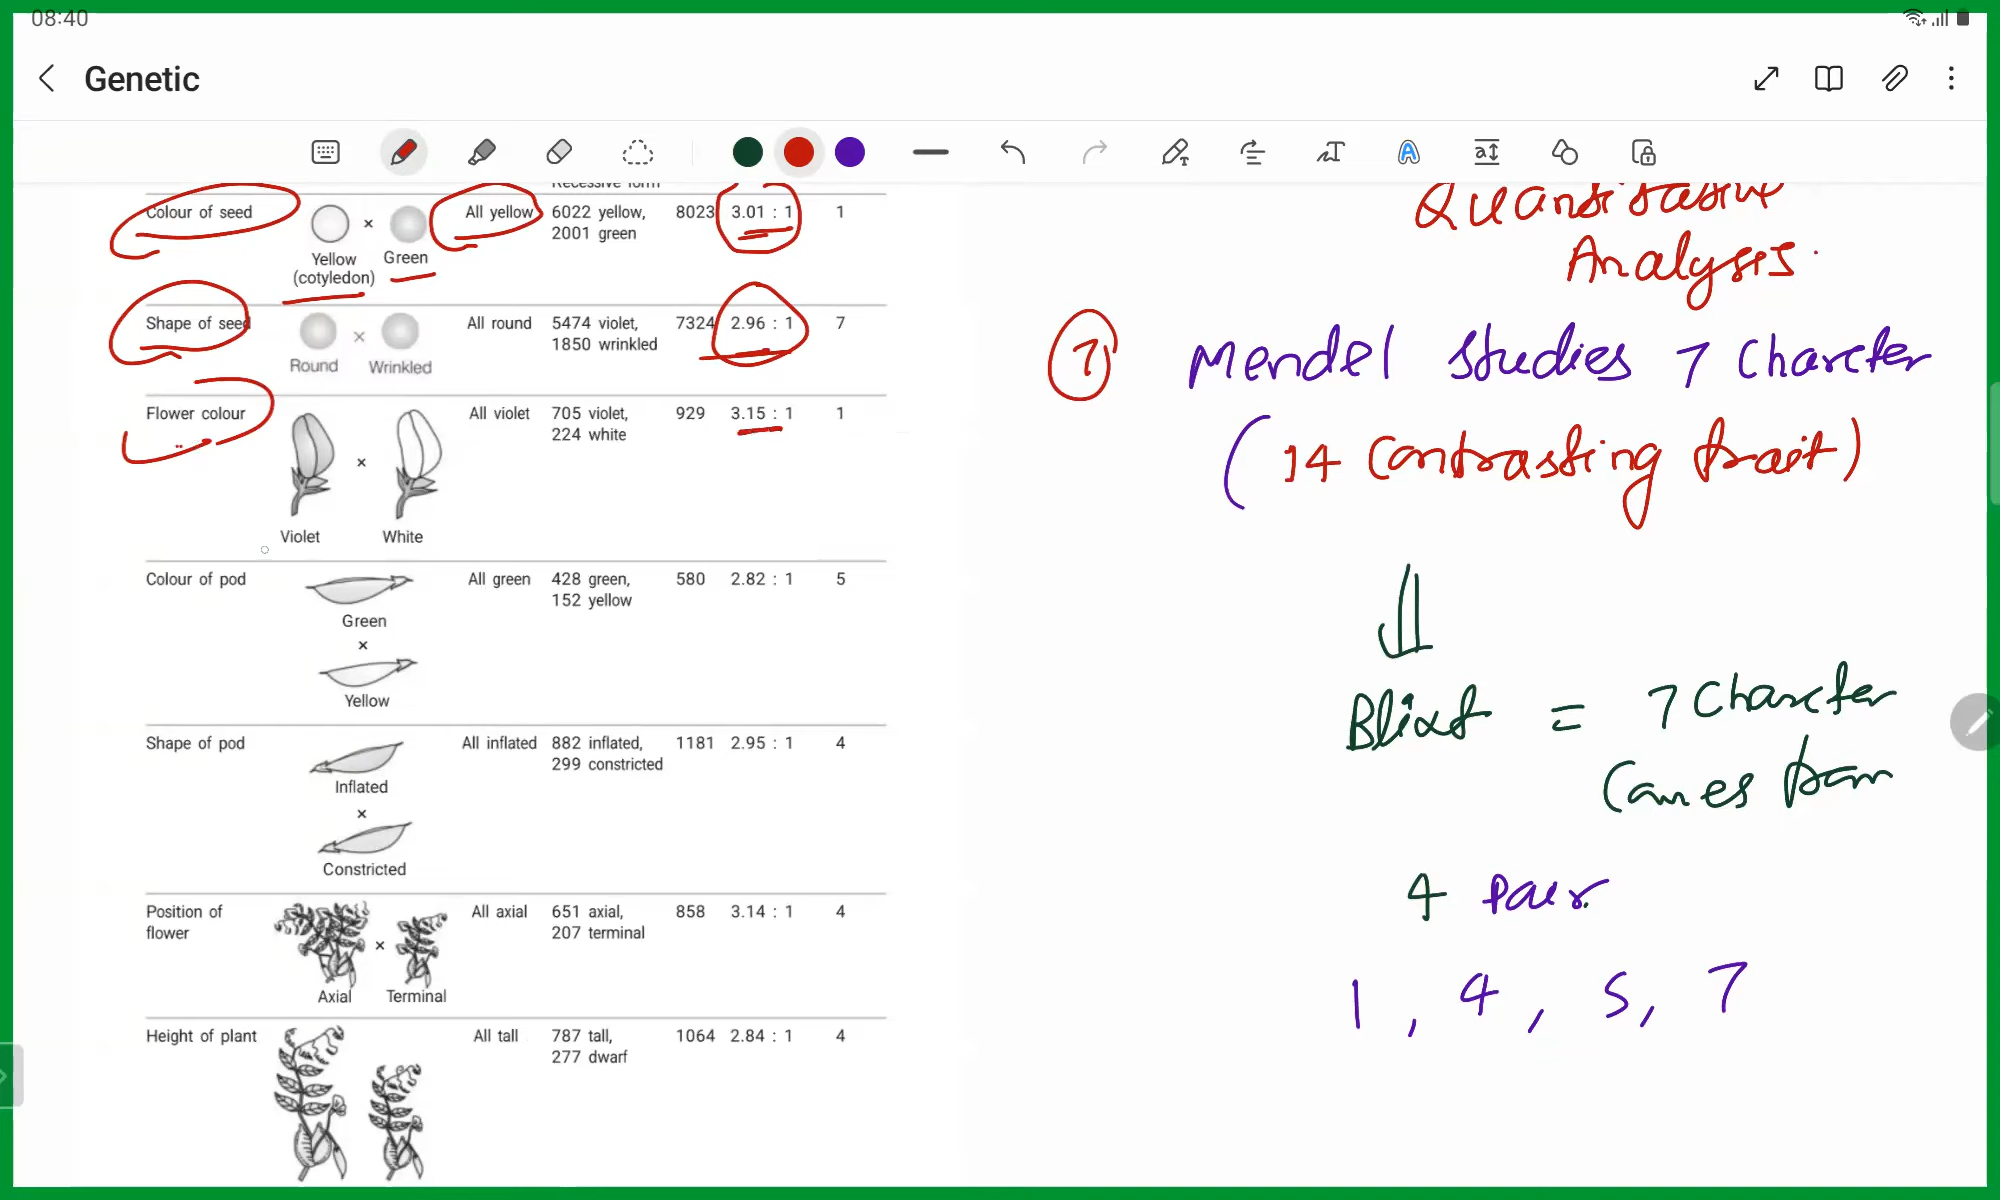 08:40
Genetic
Recessive form
Colour of seed
Yellow
(cotyledon)
×
Green
All yellow
6022 yellow,
2001 green
8023
3.01 : 1
1
Shape of seed
Round
×
Wrinkled
All round
5474 violet,
1850 wrinkled
7324
2.96 : 1
7
Flower colour
Violet
×
White
All violet
705 violet,
224 white
929
3.15 : 1
1
Colour of pod
Green
×
Yellow
All green
428 green,
152 yellow
580
2.82 : 1
5
Shape of pod
Inflated
×
Constricted
All inflated
882 inflated,
299 constricted
1181
2.95 : 1
4
Position of
flower
Axial
×
Terminal
All axial
651 axial,
207 terminal
858
3.14 : 1
4
Height of plant
All tall
787 tall,
277 dwarf
1064
2.84 : 1
4
Quantitative
Analysis.
7 Mendel studies 7 Charcter
(14 Contrasting trait)
Blixt = 7 Charcter
Comes from
4 Pair.
1, 4, 5, 7